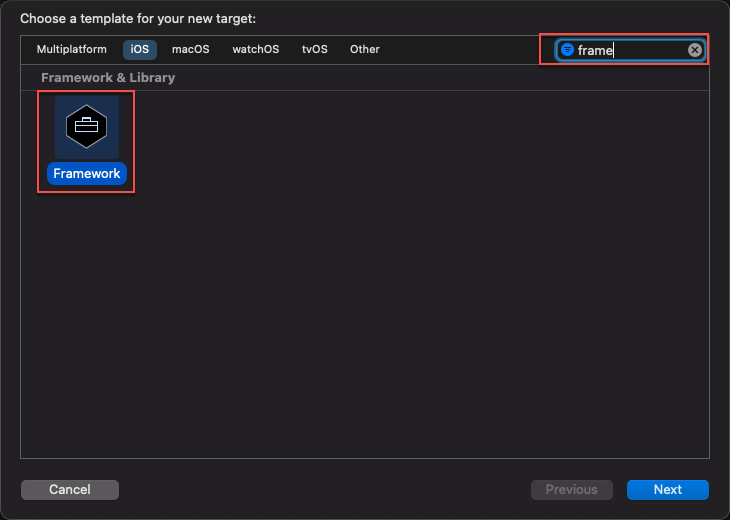 Choose a template for your new target:
Multiplatform iOS macOS watchOS tvOS Other frame
Framework & Library
Framework
Cancel Previous Next